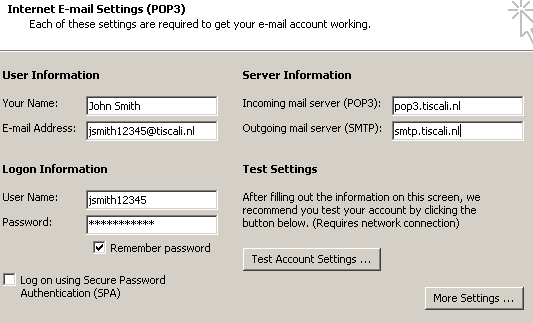 Internet E-mail Settings (POP3)
Each of these settings are required to get your e-mail account working.
User Information
Your Name: John Smith
E-mail Address: jsmith12345@tiscali.nl
Server Information
Incoming mail server (POP3): pop3.tiscali.nl
Outgoing mail server (SMTP): smtp.tiscali.nl
Logon Information
User Name: jsmith12345
Password: ***********
Remember password
Log on using Secure Password
Authentication (SPA)
Test Settings
After filling out the information on this screen, we
recommend you test your account by clicking the
button below. (Requires network connection)
Test Account Settings ...
More Settings ...